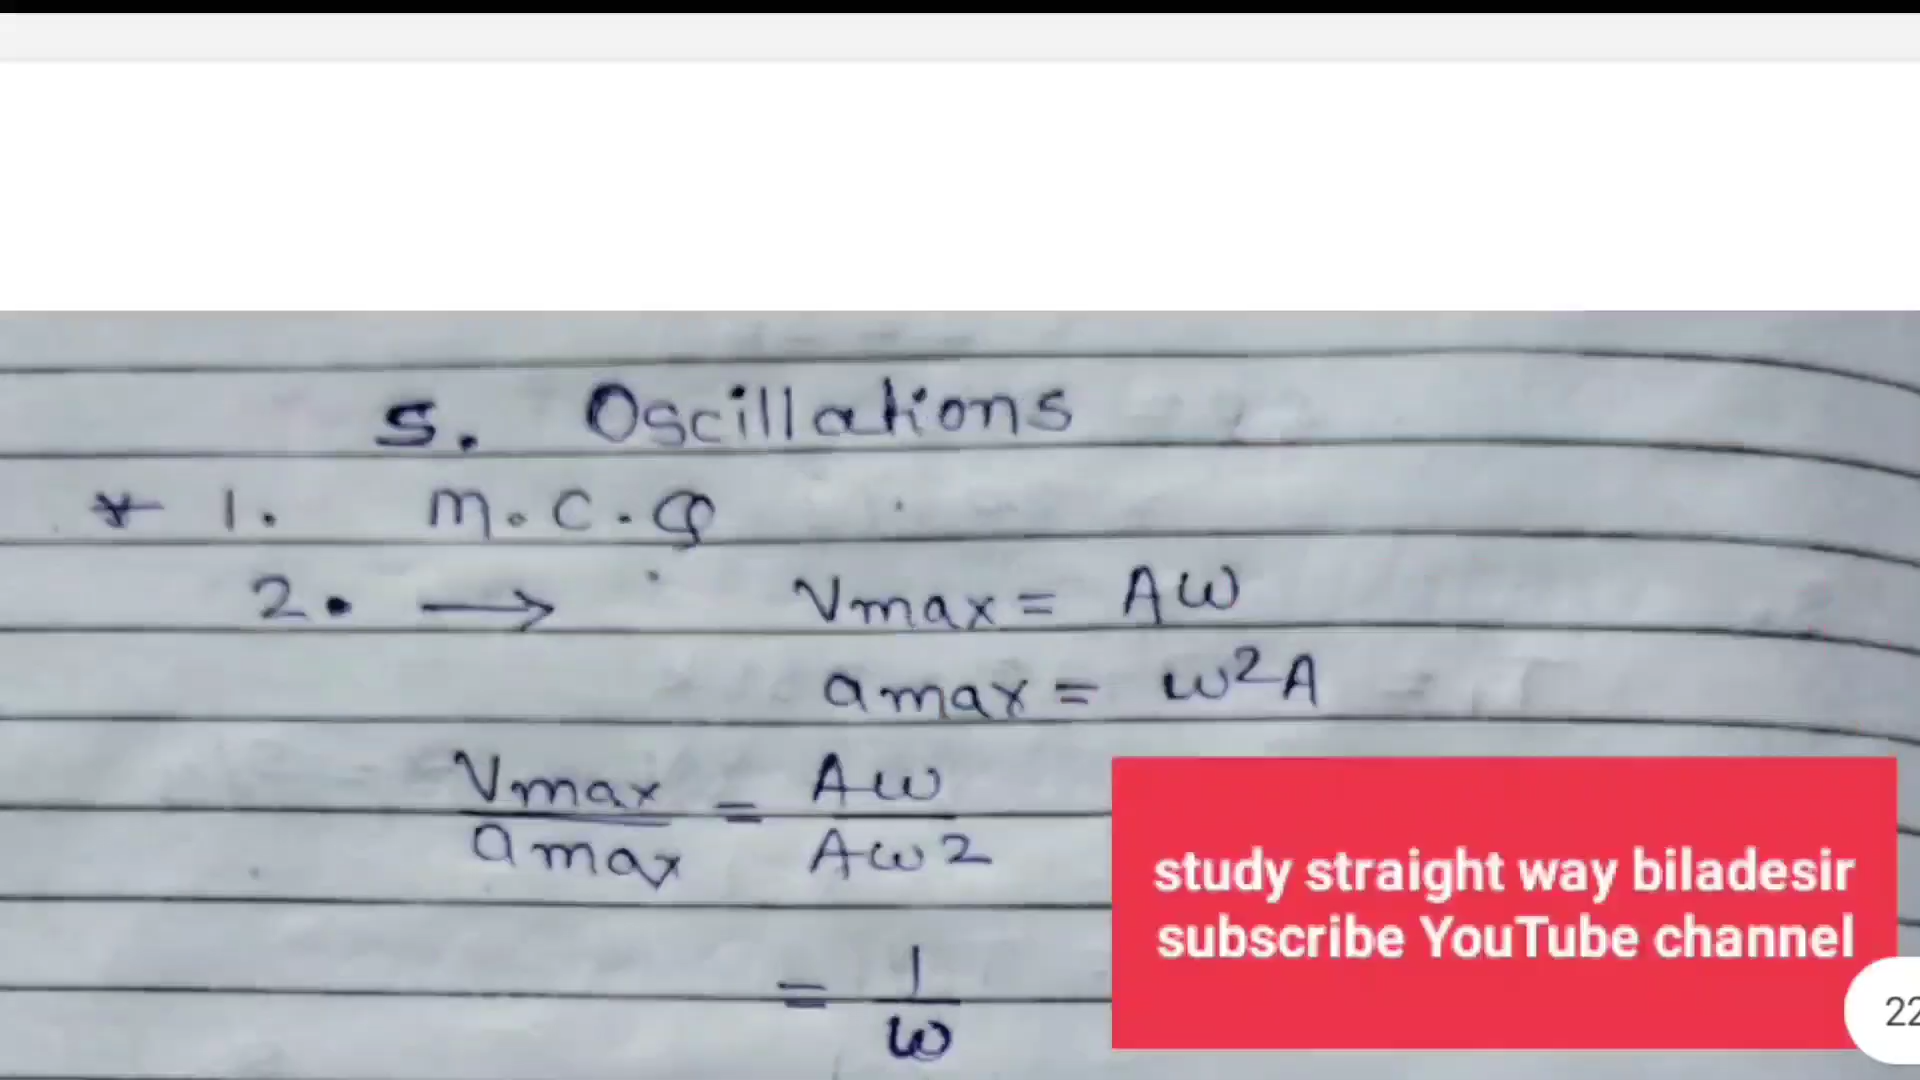 5. Oscillations
* 1. M.C.Q
2. → Vmax = Aω
amax = ω²A
Vmax/amax = Aω/Aω2
= 1/ω
study straight way biladesir
subscribe YouTube channel
22